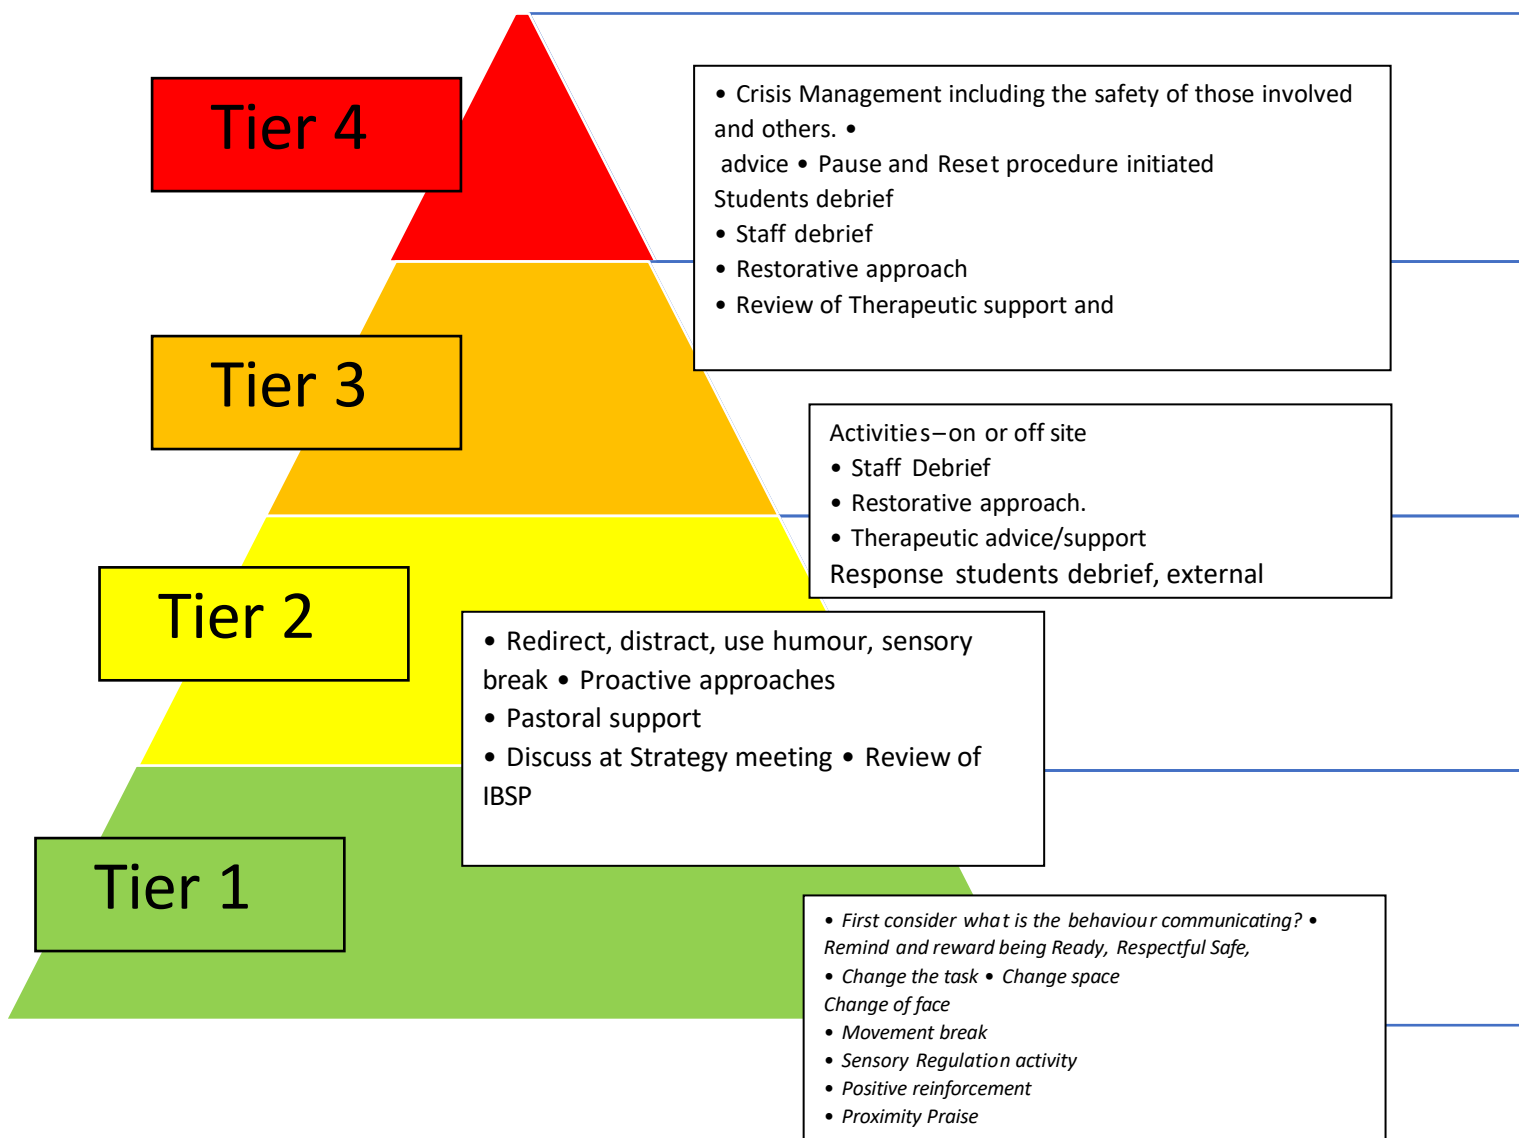 Tier 4
• Crisis Management including the safety of those involved
and others. •
advice • Pause and Reset procedure initiated
Students debrief
• Staff debrief
• Restorative approach
• Review of Therapeutic support and
Tier 3
Activities–on or off site
• Staff Debrief
• Restorative approach.
• Therapeutic advice/support
Response students debrief, external
Tier 2
• Redirect, distract, use humour, sensory
break • Proactive approaches
• Pastoral support
• Discuss at Strategy meeting • Review of
IBSP
Tier 1
• First consider what is the behaviour communicating? •
Remind and reward being Ready, Respectful Safe,
• Change the task • Change space
Change of face
• Movement break
• Sensory Regulation activity
• Positive reinforcement
• Proximity Praise